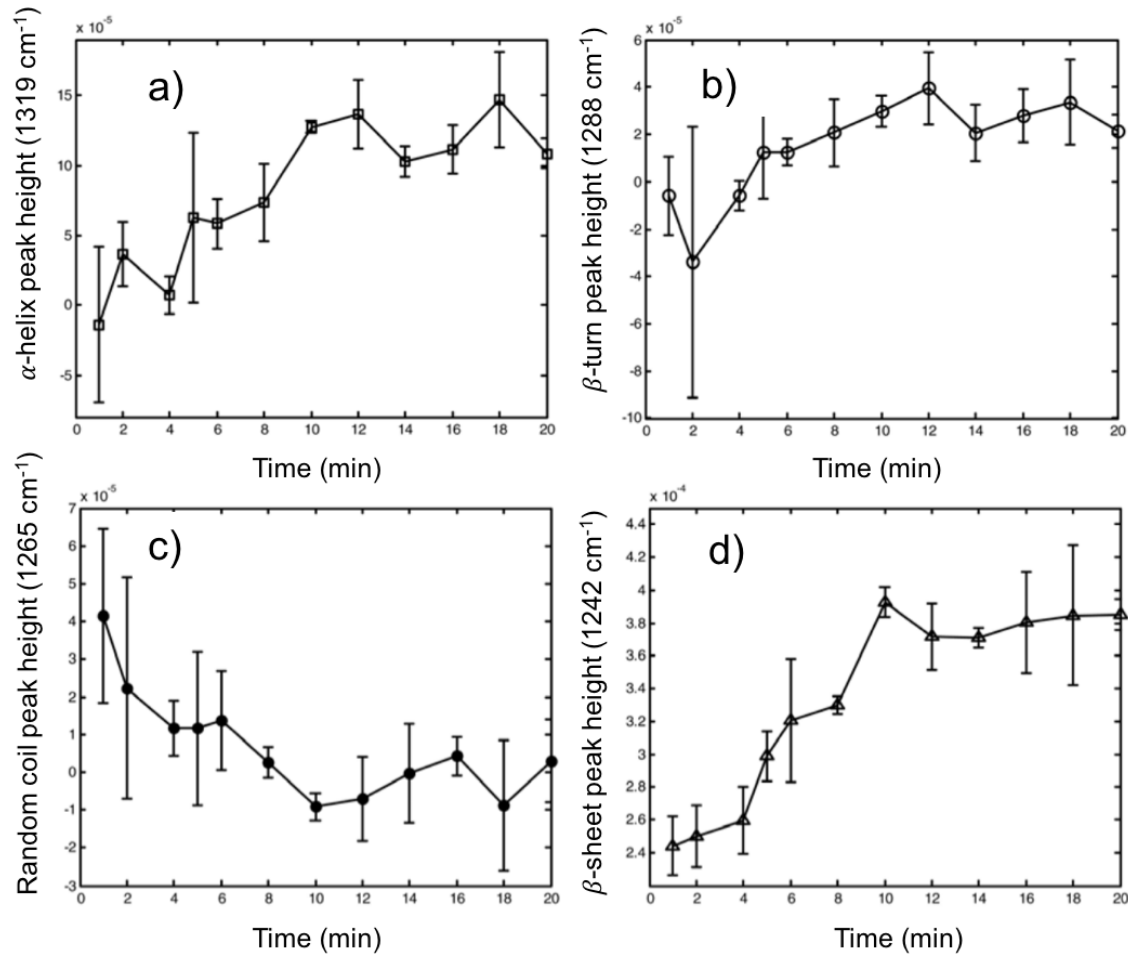 x 10⁻⁵
15
10
5
0
-5
0 2 4 6 8 10 12 14 16 18 20
a)
α-helix peak height (1319 cm⁻¹)
Time (min)
x 10⁻⁵
6
4
2
0
-2
-4
-6
-8
-10
0 2 4 6 8 10 12 14 16 18 20
b)
β-turn peak height (1288 cm⁻¹)
Time (min)
x 10⁻⁵
7
6
5
4
3
2
1
0
-1
-2
-3
0 2 4 6 8 10 12 14 16 18 20
c)
Random coil peak height (1265 cm⁻¹)
Time (min)
x 10⁻⁴
4.4
4.2
4
3.8
3.6
3.4
3.2
3
2.8
2.6
2.4
0 2 4 6 8 10 12 14 16 18 20
d)
β-sheet peak height (1242 cm⁻¹)
Time (min)